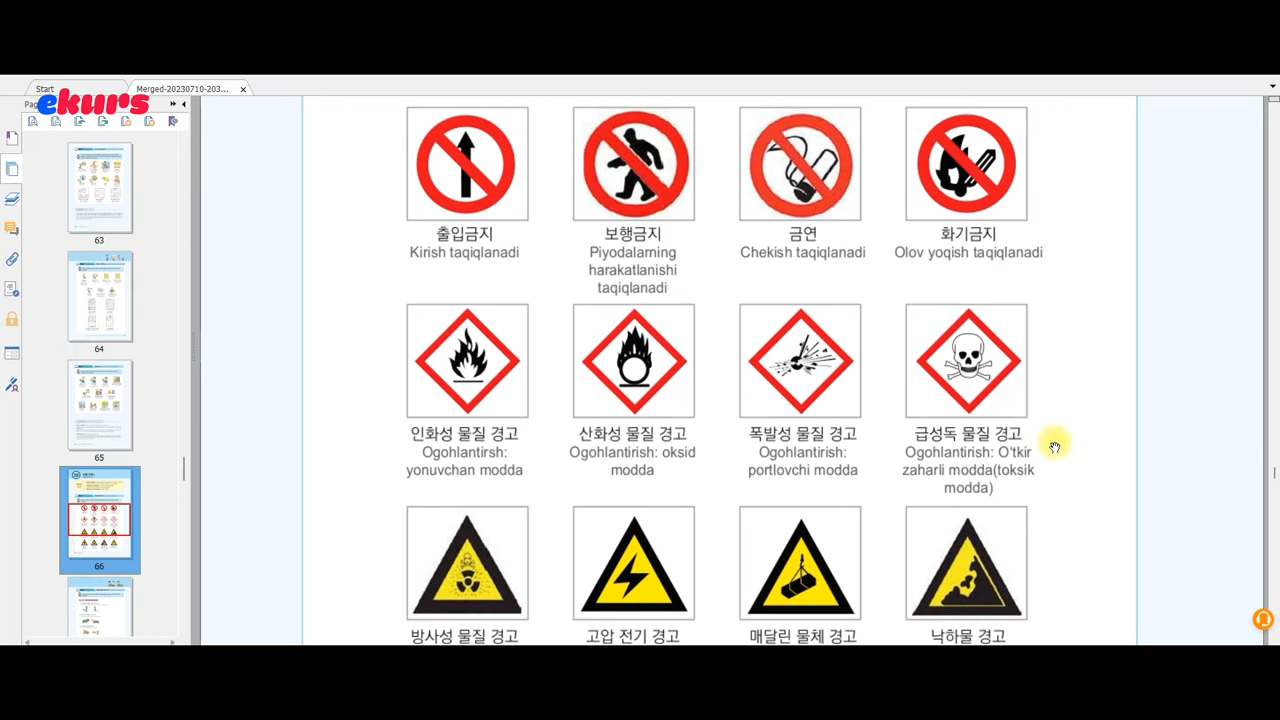 Start
Merged-20230710-203...
ekurs
63
64
65
66
출입금지
Kirish taqiqlanadi
보행금지
Piyodalarning
harakatlanishi
taqiqlanadi
금연
Chekish taqiqlanadi
화기금지
Olov yoqish taqiqlanadi
인화성 물질 경고
Ogohlantirsh:
yonuvchan modda
산화성 물질 경고
Ogohlantirsh: oksid
modda
폭발성 물질 경고
Ogohlantirsh:
portlovchi modda
급성독 물질 경고
Ogohlantirish: O'tkir
zaharli modda(toksik
modda)
방사성 물질 경고
고압 전기 경고
매달린 물체 경고
낙하물 경고